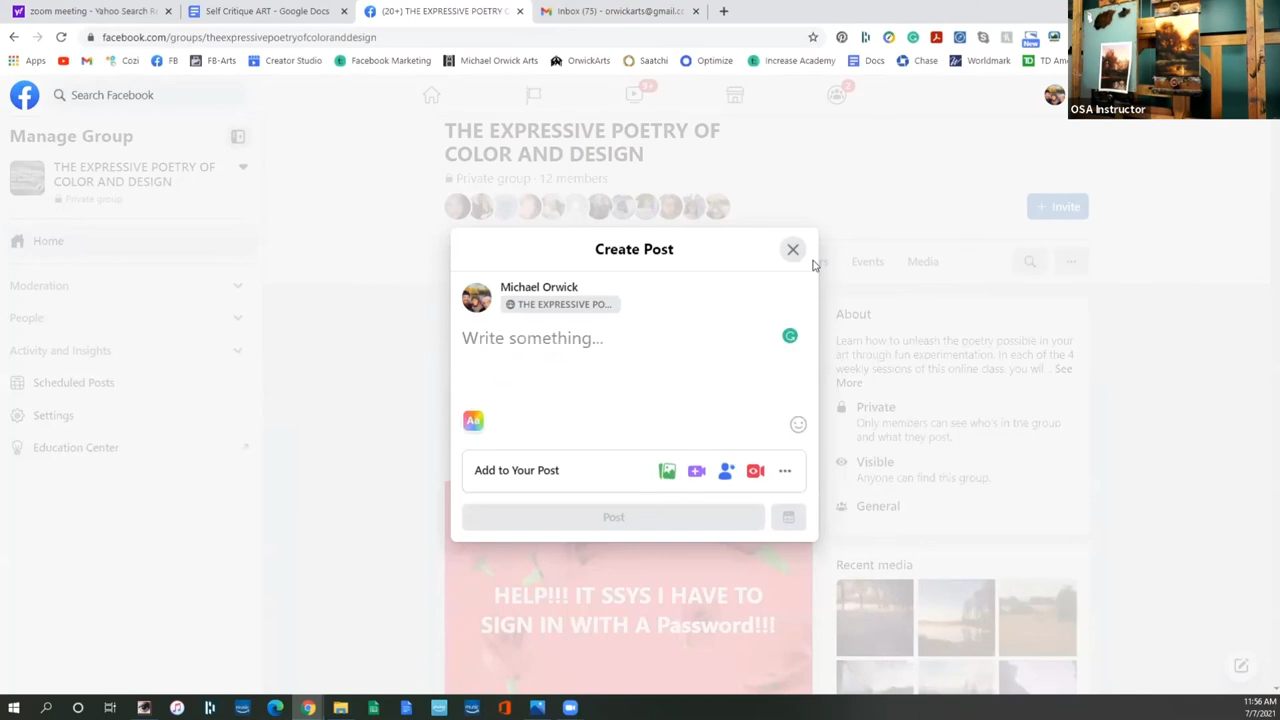 zoom meeting - Yahoo Search R
Self Critique ART - Google Docs
(20+) THE EXPRESSIVE POETRY C
Inbox (75) - orwickarts@gmail.cc
facebook.com/groups/theexpressivepoetryofcoloranddesign
New
Apps
Cozi
FB
FB-Arts
Creator Studio
Facebook Marketing
Michael Orwick Arts
OrwickArts
Saatchi
Optimize
Increase Academy
Docs
Chase
Worldmark
TD Am
OSA Instructor
Search Facebook
9+
2
Manage Group
THE EXPRESSIVE POETRY OF
COLOR AND DESIGN
Private group
Home
Moderation
People
Activity and Insights
Scheduled Posts
Settings
Education Center
THE EXPRESSIVE POETRY OF
COLOR AND DESIGN
Private group · 12 members
+ Invite
Events
Media
Create Post
Michael Orwick
THE EXPRESSIVE PO...
Write something...
Aa
Add to Your Post
Post
HELP!!! IT SSYS I HAVE TO
SIGN IN WITH A Password!!!
About
Learn how to unleash the poetry possible in your
art through fun experimentation. In each of the 4
weekly sessions of this online class, you wil... See
More
Private
Only members can see who's in the group
and what they post.
Visible
Anyone can find this group.
General
Recent media
11:56 AM
7/7/2021